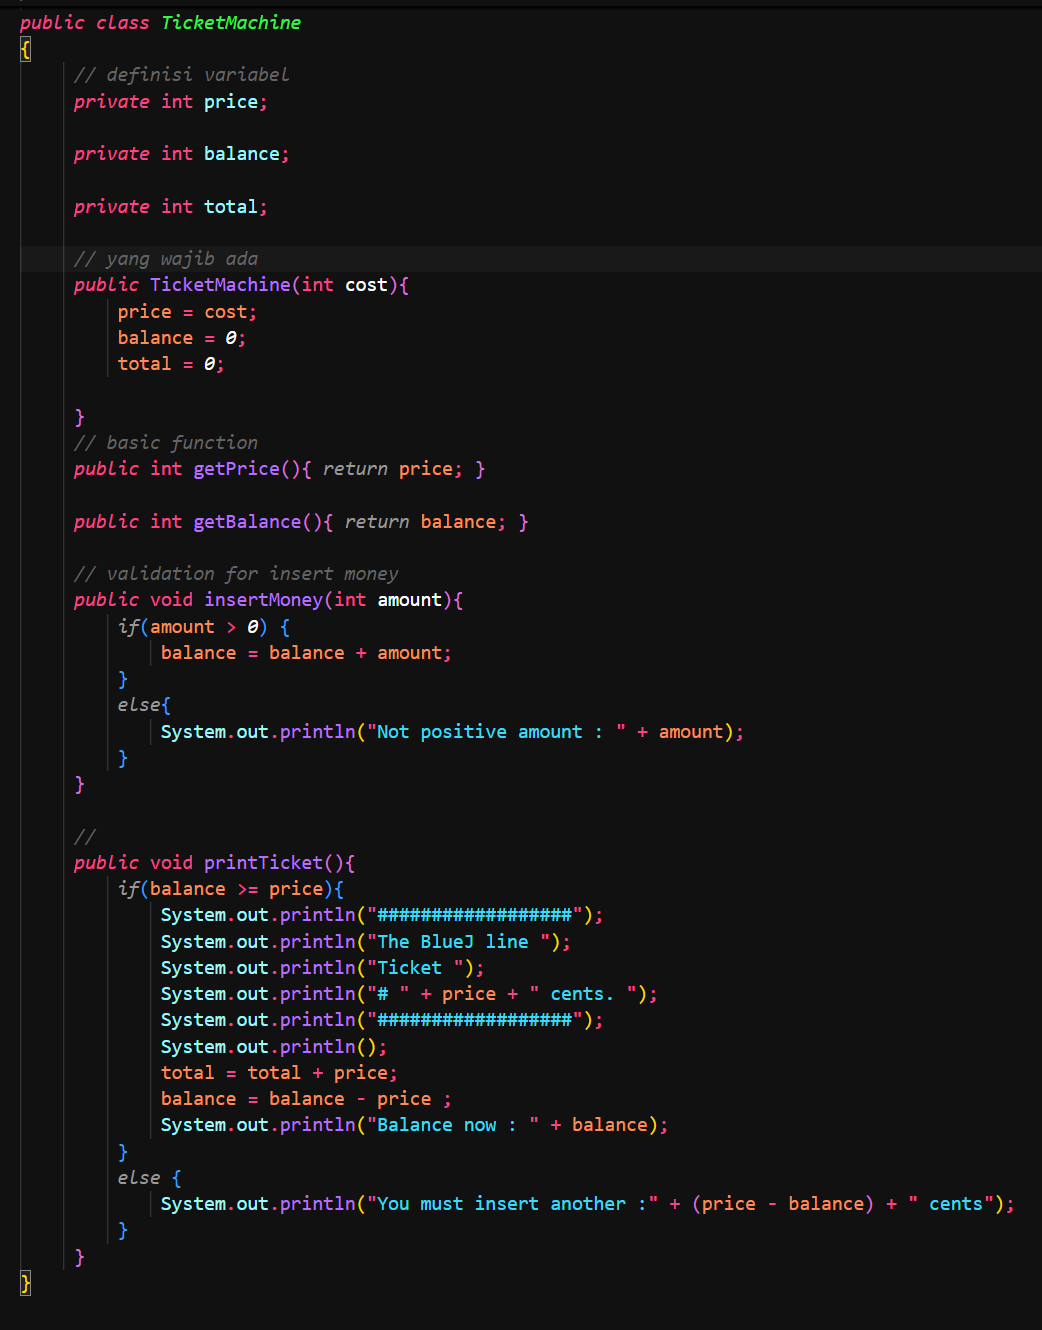 public class TicketMachine
{
    // definisi variabel
    private int price;

    private int balance;

    private int total;

    // yang wajib ada
    public TicketMachine(int cost){
        price = cost;
        balance = 0;
        total = 0;

    }
    // basic function
    public int getPrice(){ return price; }

    public int getBalance(){ return balance; }

    // validation for insert money
    public void insertMoney(int amount){
        if(amount > 0) {
            balance = balance + amount;
        }
        else{
            System.out.println("Not positive amount : " + amount);
        }
    }

    //
    public void printTicket(){
        if(balance >= price){
            System.out.println("##################");
            System.out.println("The BlueJ line ");
            System.out.println("Ticket ");
            System.out.println("# " + price + " cents. ");
            System.out.println("##################");
            System.out.println();
            total = total + price;
            balance = balance - price ;
            System.out.println("Balance now : " + balance);
        }
        else {
            System.out.println("You must insert another :" + (price - balance) + " cents");
        }
    }
}